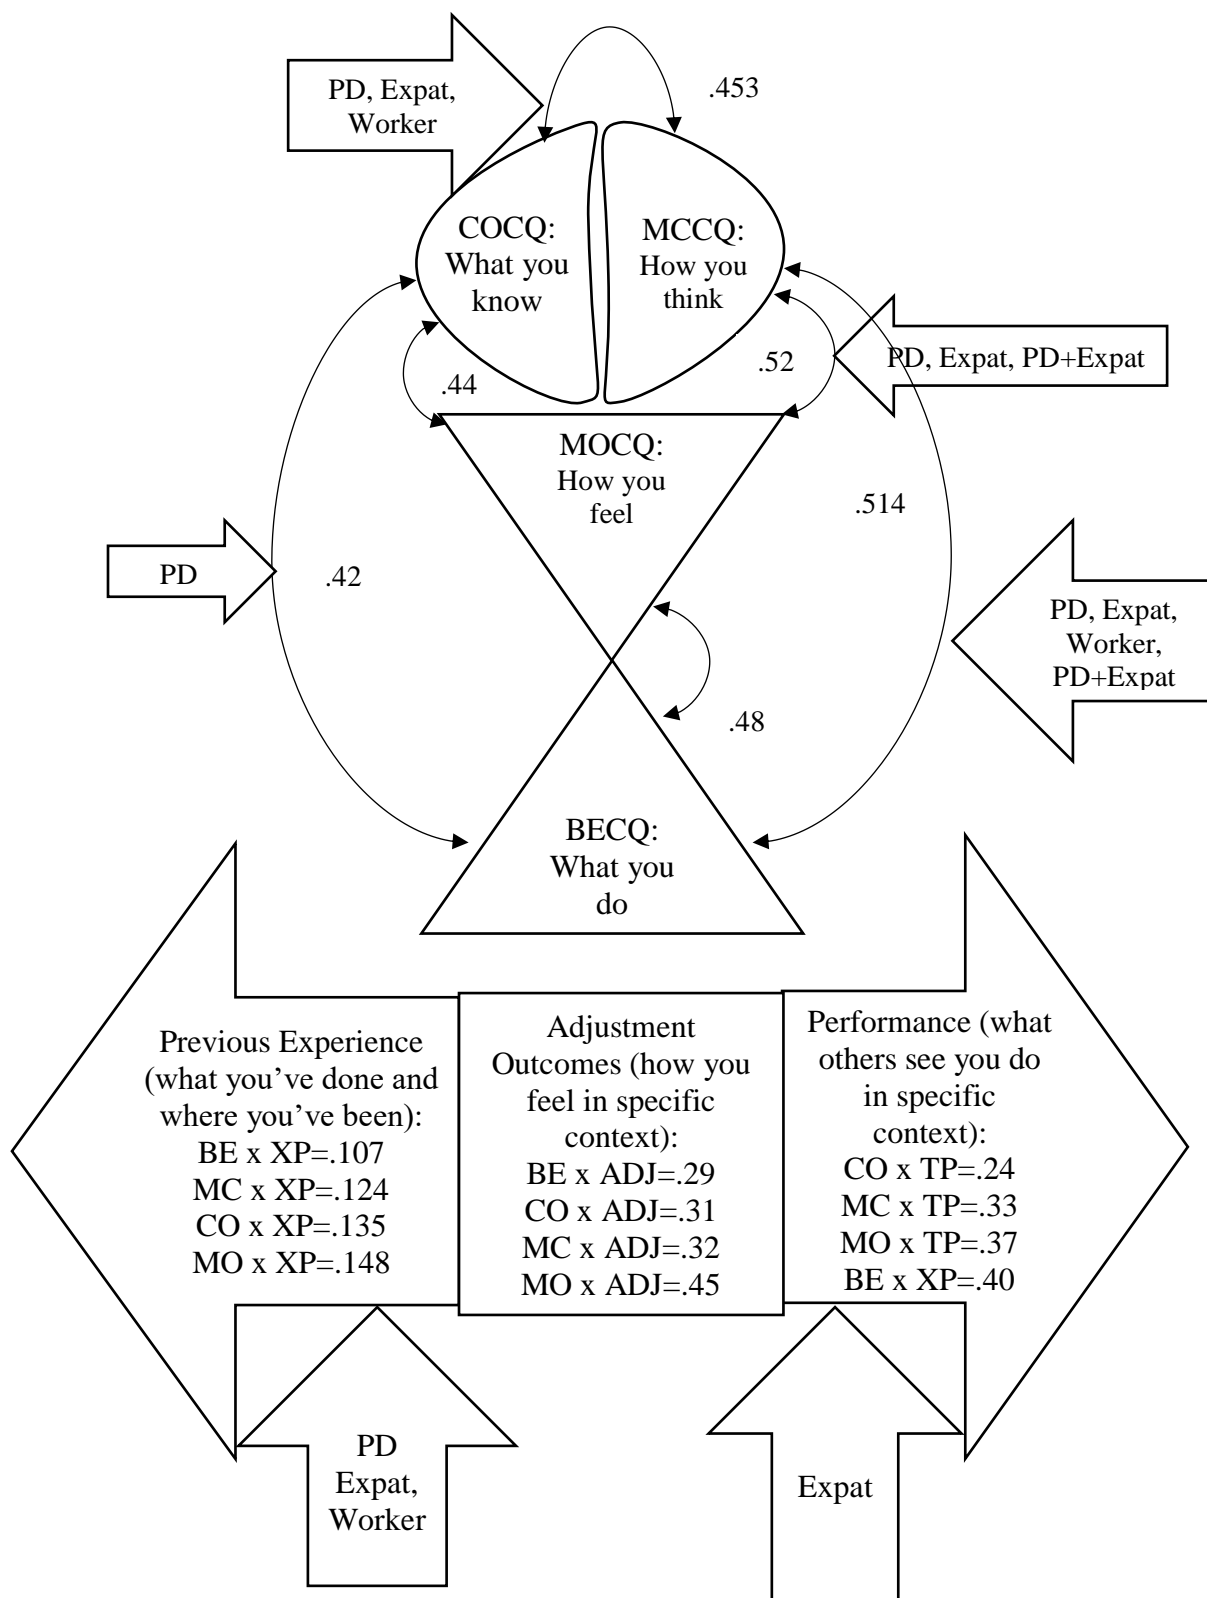 PD, Expat,
Worker
.453
COCQ:
What you
know
MCCQ:
How you
think
.44
.52
PD, Expat, PD+Expat
MOCQ:
How you
feel
.514
PD
.42
PD, Expat,
Worker,
PD+Expat
.48
BECQ:
What you
do
Previous Experience
(what you’ve done and
where you’ve been):
BE x XP=.107
MC x XP=.124
CO x XP=.135
MO x XP=.148
Adjustment
Outcomes (how you
feel in specific
context):
BE x ADJ=.29
CO x ADJ=.31
MC x ADJ=.32
MO x ADJ=.45
Performance (what
others see you do
in specific
context):
CO x TP=.24
MC x TP=.33
MO x TP=.37
BE x XP=.40
PD
Expat,
Worker
Expat